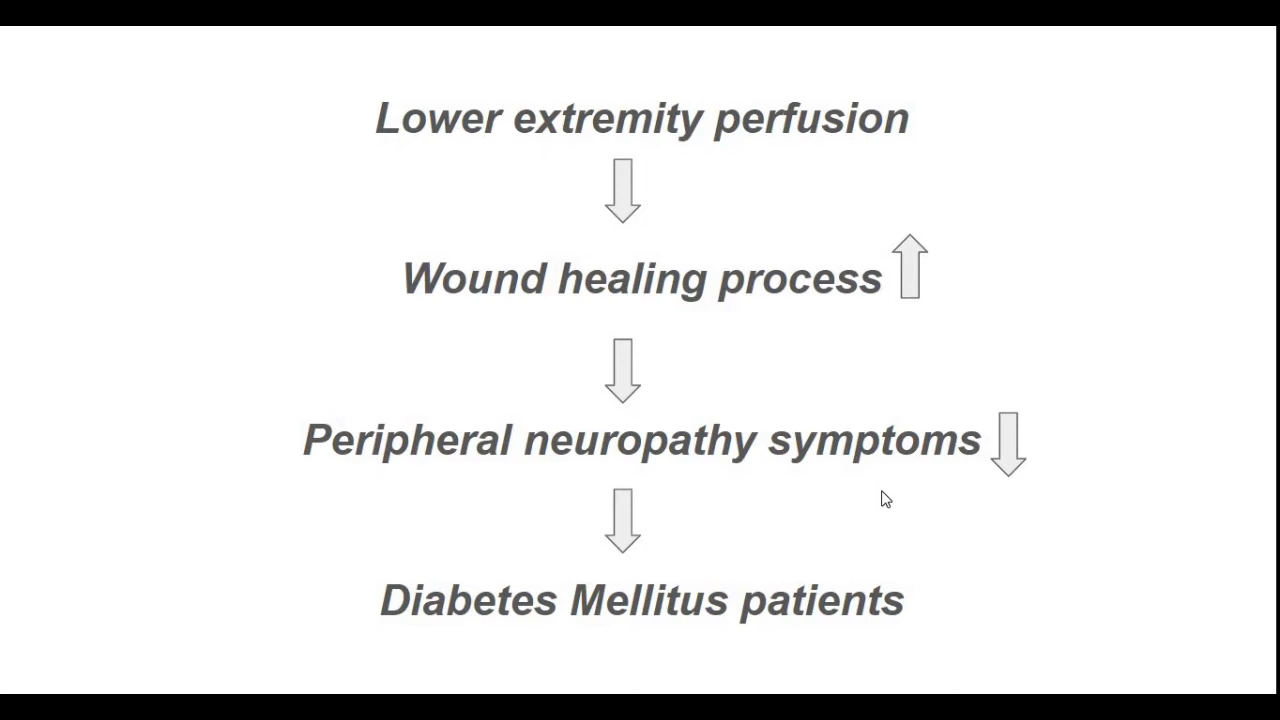 Lower extremity perfusion
Wound healing process
Peripheral neuropathy symptoms
Diabetes Mellitus patients